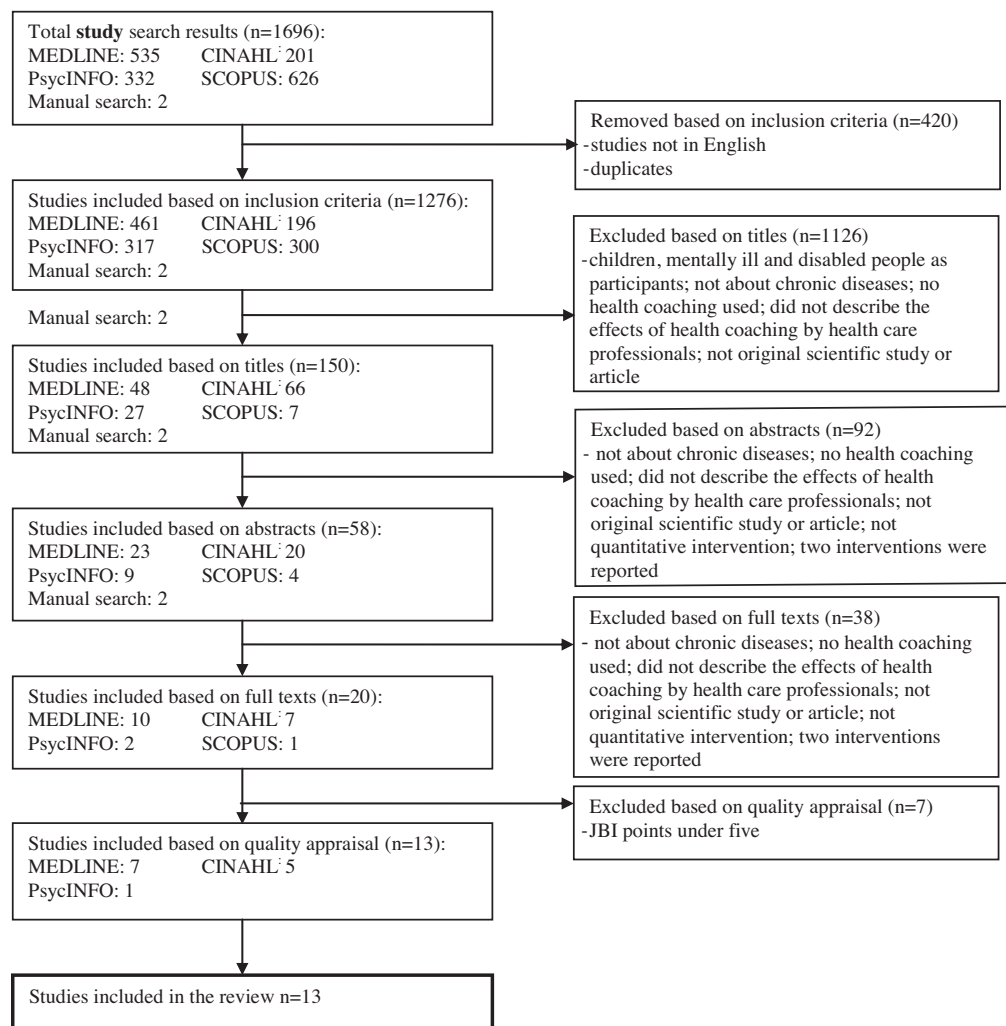 Total study search results (n=1696):
MEDLINE: 535 CINAHL: 201
PsycINFO: 332 SCOPUS: 626
Manual search: 2
Removed based on inclusion criteria (n=420)
-studies not in English
-duplicates
Studies included based on inclusion criteria (n=1276):
MEDLINE: 461 CINAHL: 196
PsycINFO: 317 SCOPUS: 300
Manual search: 2
Manual search: 2
Excluded based on titles (n=1126)
-children, mentally ill and disabled people as
participants; not about chronic diseases; no
health coaching used; did not describe the
effects of health coaching by health care
professionals; not original scientific study or
article
Studies included based on titles (n=150):
MEDLINE: 48 CINAHL: 66
PsycINFO: 27 SCOPUS: 7
Manual search: 2
Excluded based on abstracts (n=92)
- not about chronic diseases; no health coaching
used; did not describe the effects of health
coaching by health care professionals; not
original scientific study or article; not
quantitative intervention; two interventions were
reported
Studies included based on abstracts (n=58):
MEDLINE: 23 CINAHL: 20
PsycINFO: 9 SCOPUS: 4
Manual search: 2
Excluded based on full texts (n=38)
- not about chronic diseases; no health coaching
used; did not describe the effects of health
coaching by health care professionals; not
original scientific study or article; not
quantitative intervention; two interventions
were reported
Studies included based on full texts (n=20):
MEDLINE: 10 CINAHL: 7
PsycINFO: 2 SCOPUS: 1
Excluded based on quality appraisal (n=7)
-JBI points under five
Studies included based on quality appraisal (n=13):
MEDLINE: 7 CINAHL: 5
PsycINFO: 1
Studies included in the review n=13